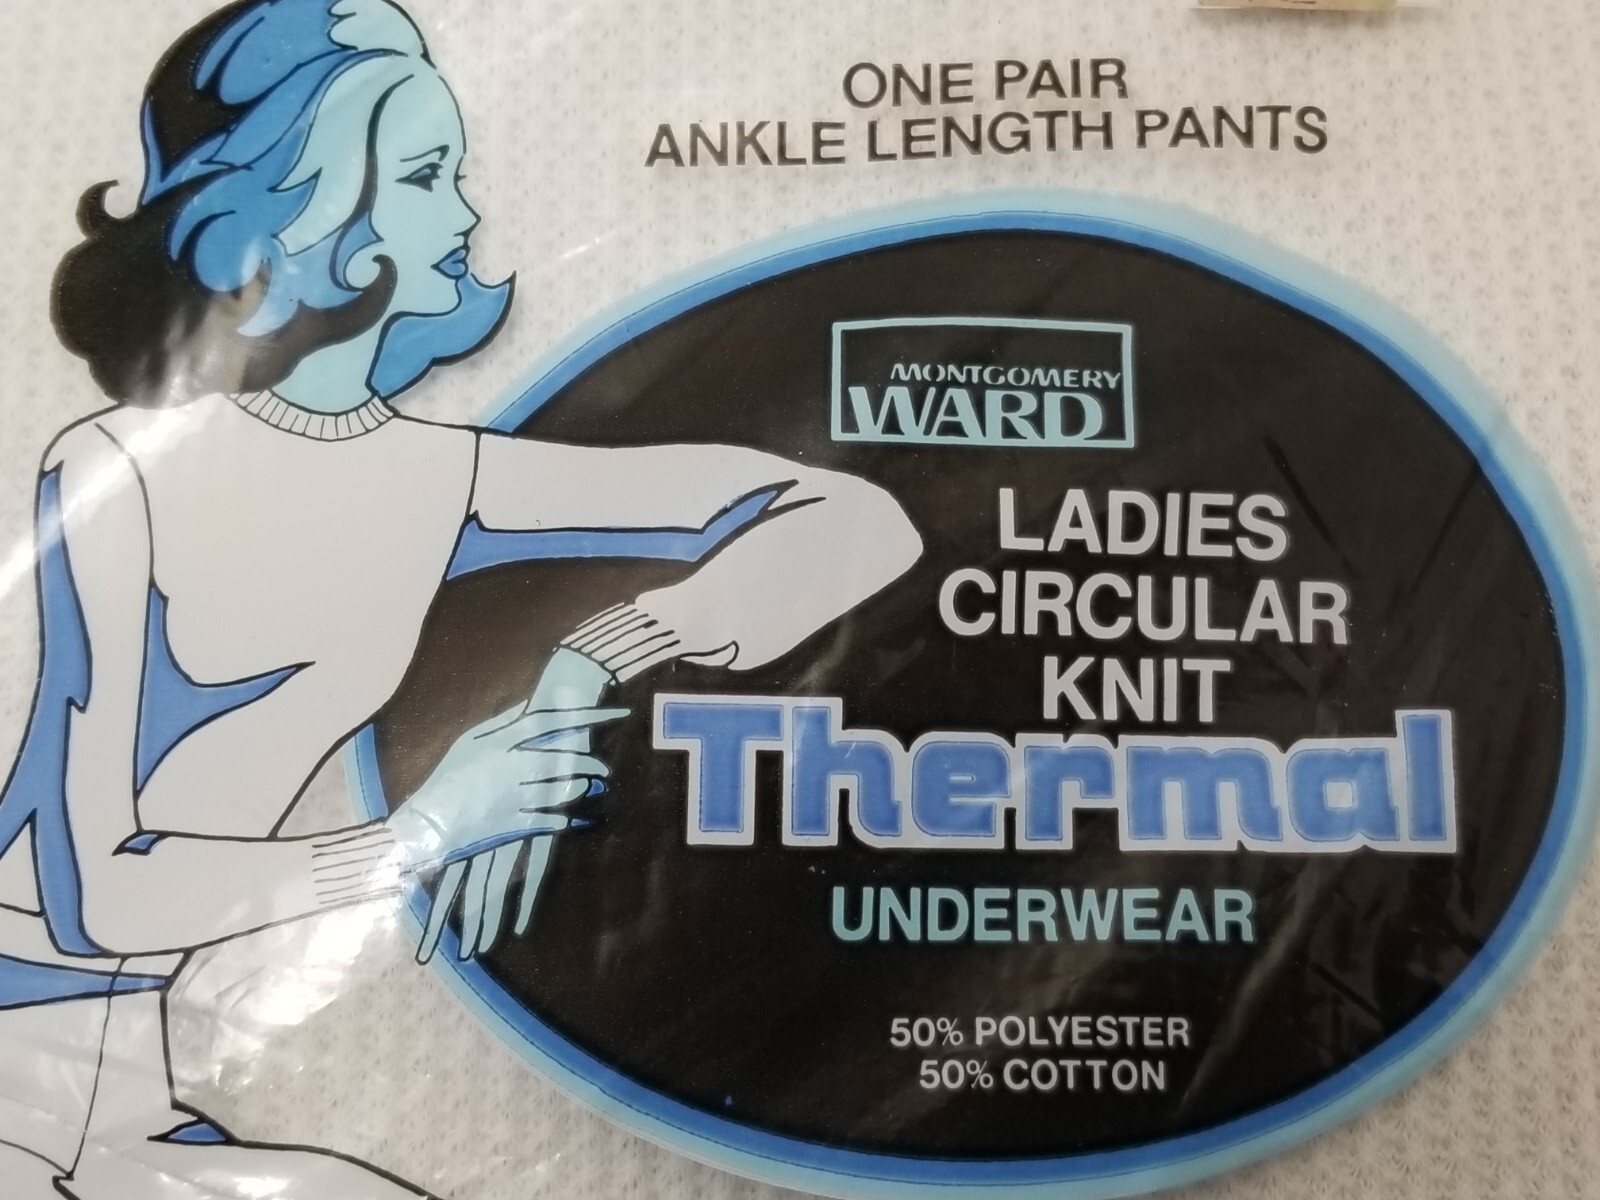 ONE PAIR
ANKLE LENGTH PANTS
MONTGOMERY
WARD
LADIES
CIRCULAR
KNIT
Thermal
UNDERWEAR
50% POLYESTER
50% COTTON